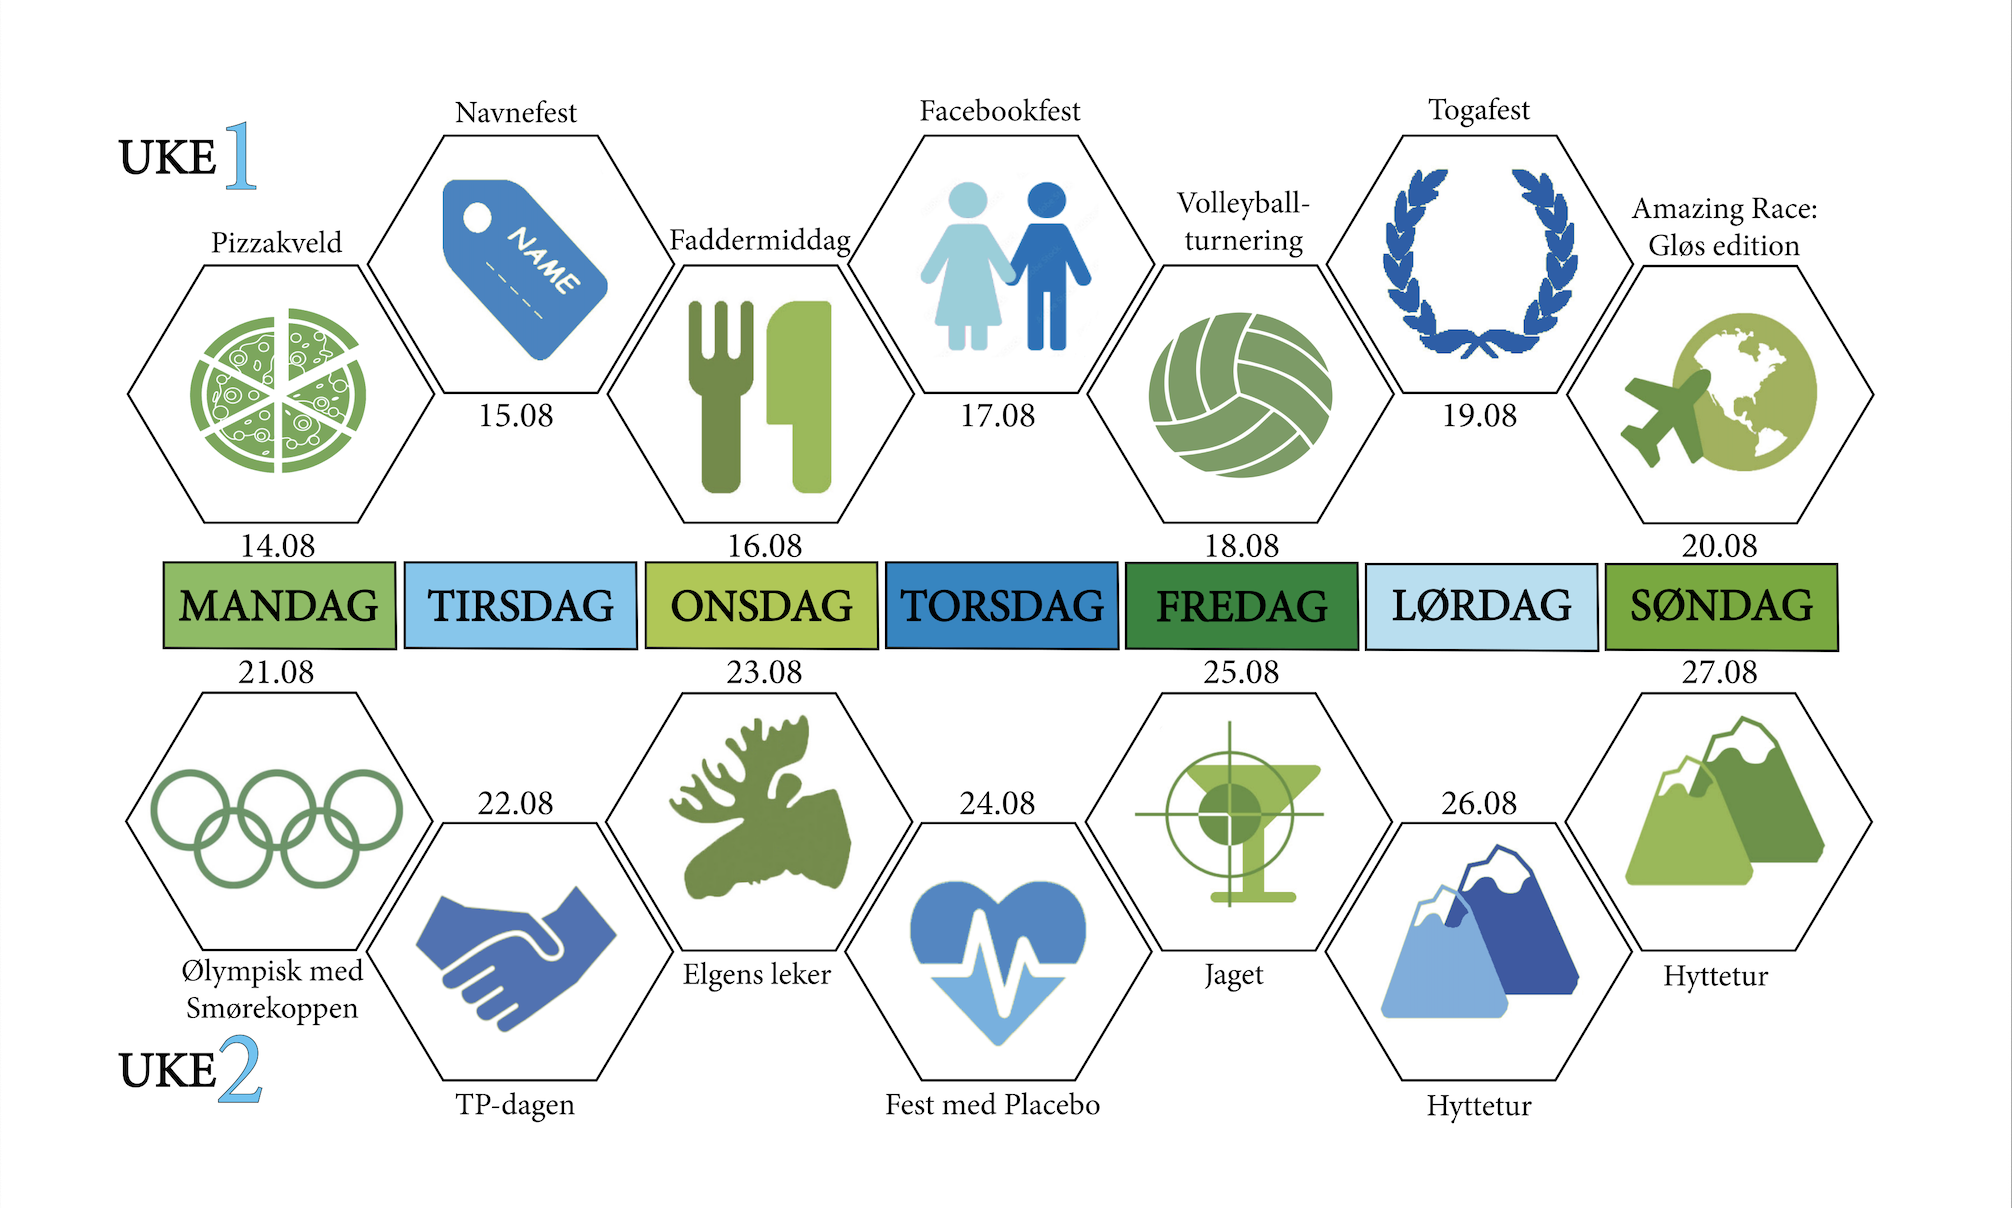 UKE 1
Navnefest
Facebookfest
Togafest
Pizzakveld
Faddermiddag
Volleyball-
turnering
Amazing Race:
Gløs edition
NAME
15.08
17.08
19.08
14.08
16.08
18.08
20.08
MANDAG
TIRSDAG
ONSDAG
TORSDAG
FREDAG
LØRDAG
SØNDAG
21.08
23.08
25.08
27.08
22.08
24.08
26.08
Ølympisk med
Smørekoppen
Elgens leker
Jaget
Hyttetur
UKE 2
TP-dagen
Fest med Placebo
Hyttetur